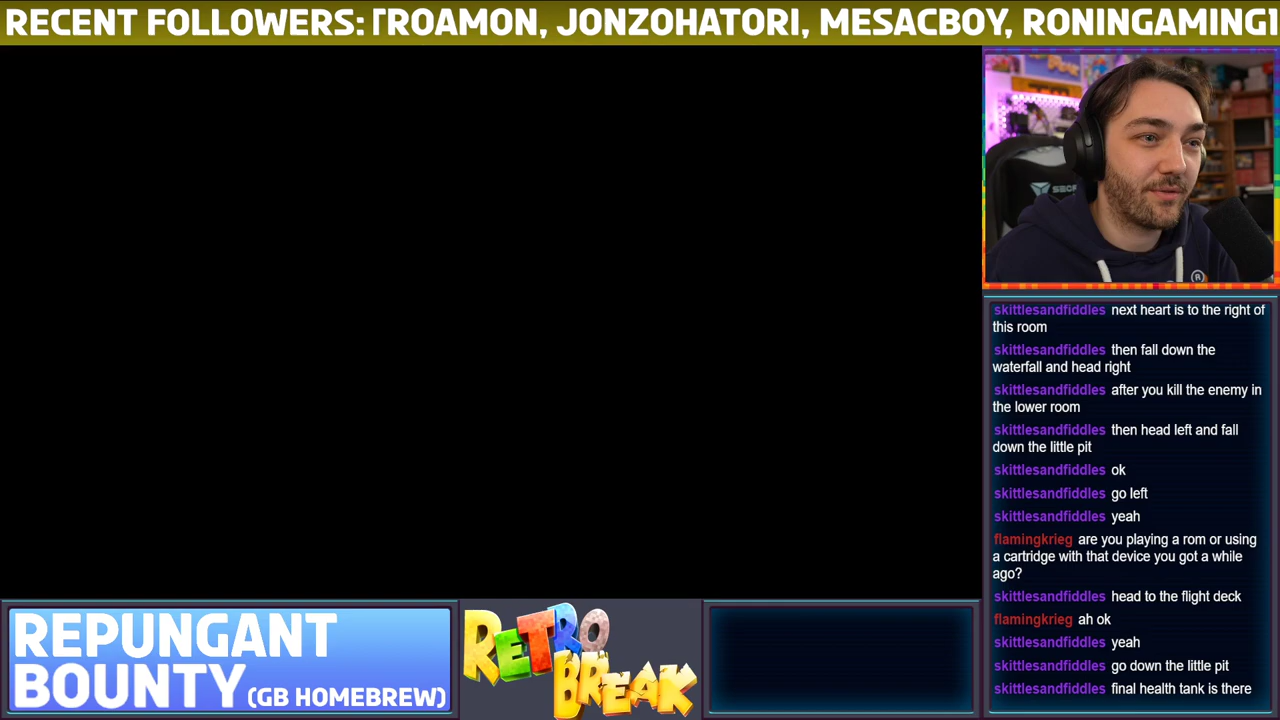 RECENT FOLLOWERS: [ROAMON, JONZOHATORI, MESACBOY, RONINGAMING]
SECR
R
skittlesandfiddles next heart is to the right of
this room
skittlesandfiddles then fall down the
waterfall and head right
skittlesandfiddles after you kill the enemy in
the lower room
skittlesandfiddles then head left and fall
down the little pit
skittlesandfiddles ok
skittlesandfiddles go left
skittlesandfiddles yeah
flamingkrieg are you playing a rom or using
a cartridge with that device you got a while
ago?
skittlesandfiddles head to the flight deck
flamingkrieg ah ok
skittlesandfiddles yeah
skittlesandfiddles go down the little pit
skittlesandfiddles final health tank is there
REPUNGANT
BOUNTY (GB HOMEBREW)
RETRO
BREAK